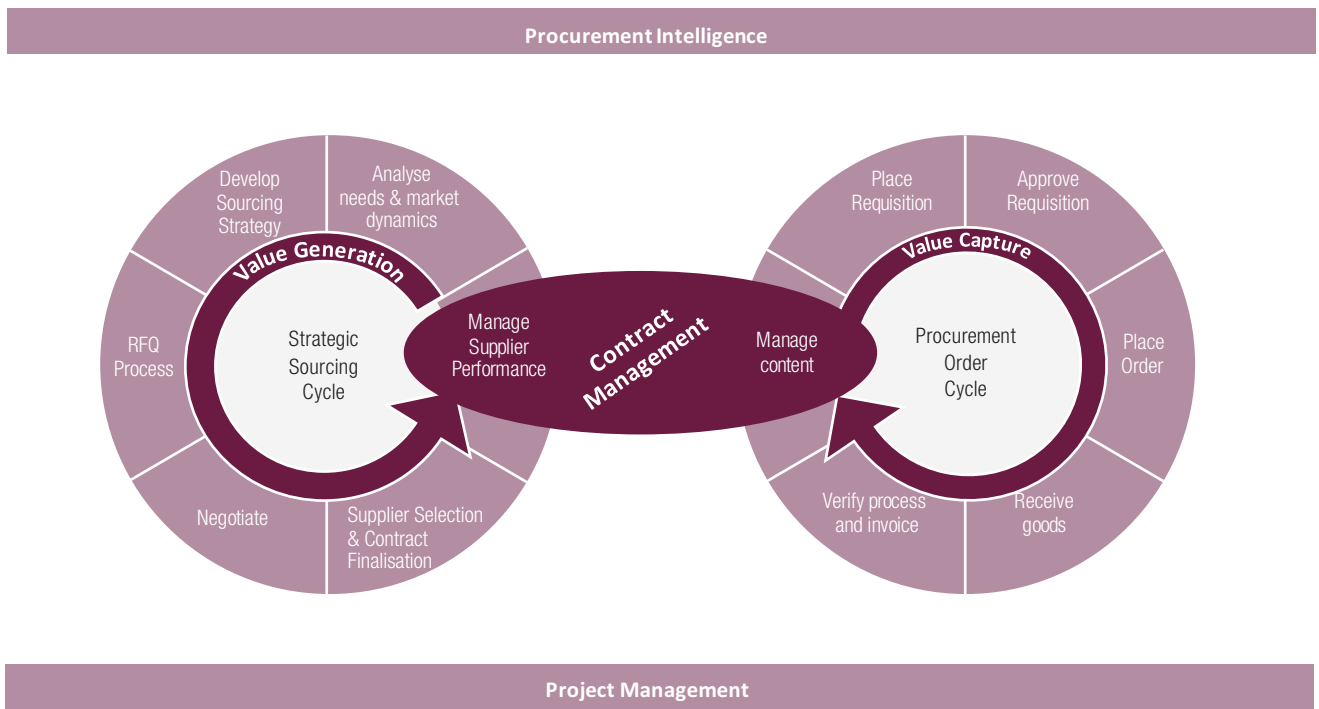 Procurement Intelligence
Develop
Sourcing
Strategy
Analyse
needs & market
dynamics
Value Generation
RFQ
Process
Strategic
Sourcing
Cycle
Negotiate
Supplier Selection
& Contract
Finalisation
Manage
Supplier
Performance
Contract
Management
Manage
content
Place
Requisition
Approve
Requisition
Value Capture
Procurement
Order
Cycle
Place
Order
Verify process
and invoice
Receive
goods
Project Management